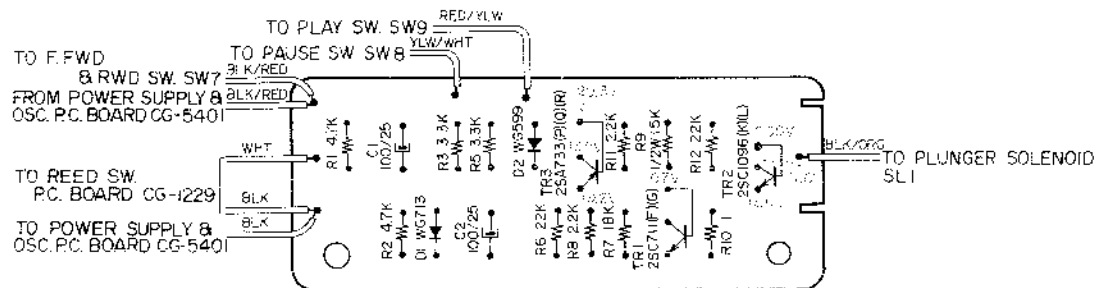 TO PLAY SW. SW9 RED/YLW
TO PAUSE SW SW8 YLW/WHT
TO F. FWD
& RWD SW. SW7 BLK/RED
FROM POWER SUPPLY & BLK/RED
OSC. P.C. BOARD CG-5401
WHT
TO REED SW.
P.C. BOARD CG-1229
BLK
TO POWER SUPPLY & BLK
OSC. P.C. BOARD CG-5401
R1 4.7K
C1
100/25
R3 3.3K
R5 3.3K
D2 WG599
TR3
2SA733(P)(Q)(R)
R11 2.2K
R9
1/2W 15K
R12 22K
TR2
2SC1096(K)(L)
BLK/ORG
TO PLUNGER SOLENOID
SL1
R2 4.7K
D1 WG713
C2
100/25
R6 22K
R8 2.2K
R7 18K
TR1
2SC711(F)(G)
R10 1